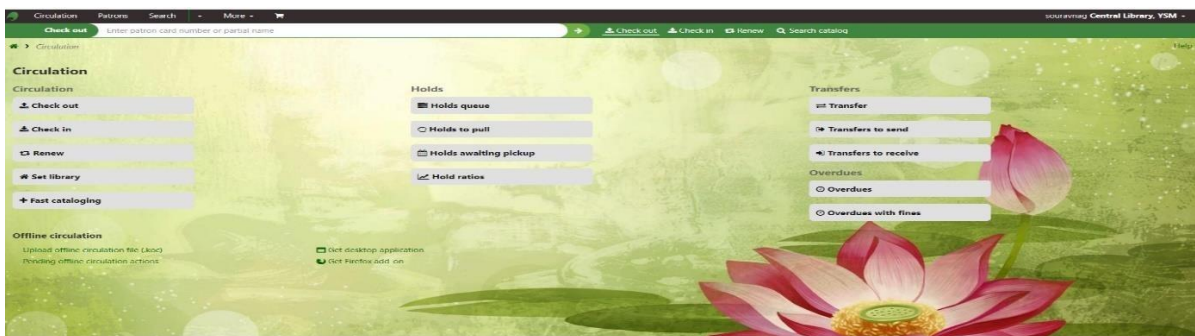 Circulation Patrons Search More
souravnag Central Library, YSM
Check out Enter patron card number or partial name Check out Check in Renew Search catalog
Circulation
Help
Circulation
Circulation
Check out
Check in
Renew
Set library
Fast cataloging
Holds
Holds queue
Holds to pull
Holds awaiting pickup
Hold ratios
Transfers
Transfer
Transfers to send
Transfers to receive
Overdues
Overdues
Overdues with fines
Offline circulation
Upload offline circulation file (.koc)
Pending offline circulation actions
Get desktop application
Get Firefox add-on